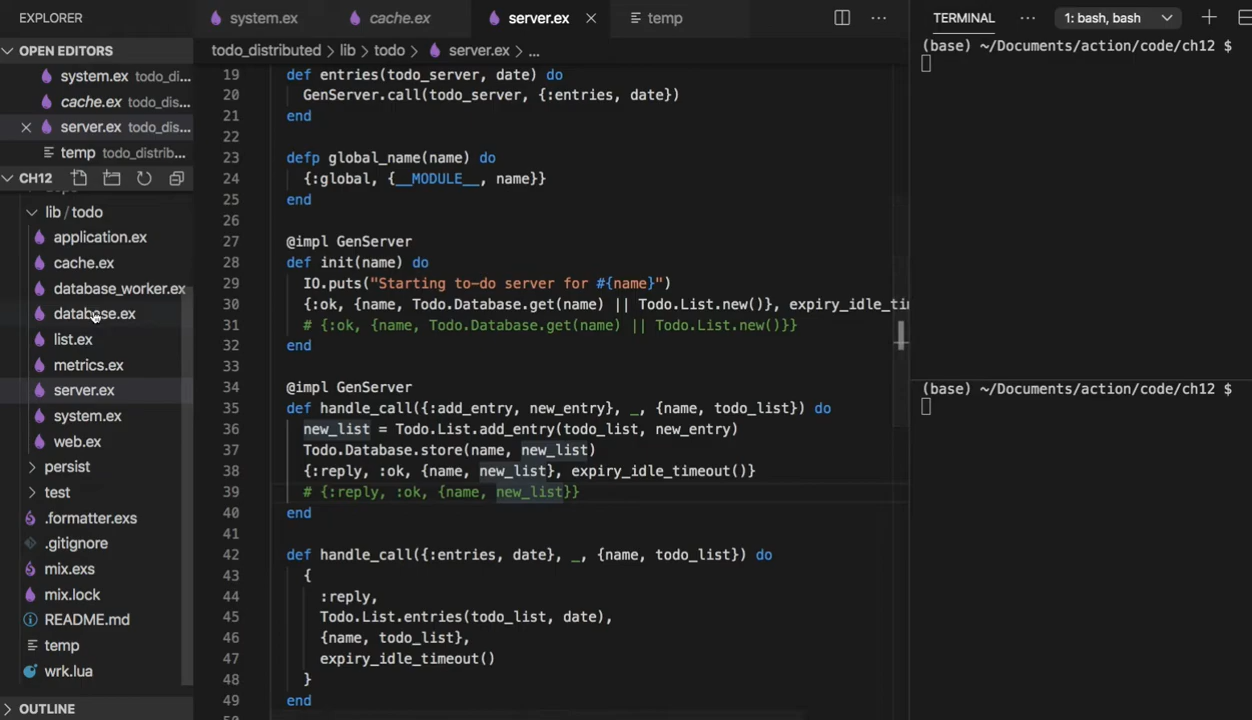 EXPLORER
OPEN EDITORS
system.ex todo_di...
cache.ex todo_dis...
server.ex todo_dis...
temp todo_distrib...
CH12
lib / todo
application.ex
cache.ex
database_worker.ex
database.ex
list.ex
metrics.ex
server.ex
system.ex
web.ex
persist
test
.formatter.exs
.gitignore
mix.exs
mix.lock
README.md
temp
wrk.lua
OUTLINE
system.ex cache.ex server.ex temp
todo_distributed > lib > todo > server.ex > ...
19 def entries(todo_server, date) do
20 GenServer.call(todo_server, {:entries, date})
21 end
22
23 defp global_name(name) do
24 {:global, {__MODULE__, name}}
25 end
26
27 @impl GenServer
28 def init(name) do
29 IO.puts("Starting to-do server for #{name}")
30 {:ok, {name, Todo.Database.get(name) || Todo.List.new()}, expiry_idle_tim
31 # {:ok, {name, Todo.Database.get(name) || Todo.List.new()}}
32 end
33
34 @impl GenServer
35 def handle_call({:add_entry, new_entry}, _, {name, todo_list}) do
36 new_list = Todo.List.add_entry(todo_list, new_entry)
37 Todo.Database.store(name, new_list)
38 {:reply, :ok, {name, new_list}, expiry_idle_timeout()}
39 # {:reply, :ok, {name, new_list}}
40 end
41
42 def handle_call({:entries, date}, _, {name, todo_list}) do
43 {
44 :reply,
45 Todo.List.entries(todo_list, date),
46 {name, todo_list},
47 expiry_idle_timeout()
48 }
49 end
TERMINAL ... 1: bash, bash
(base) ~/Documents/action/code/ch12 $
(base) ~/Documents/action/code/ch12 $